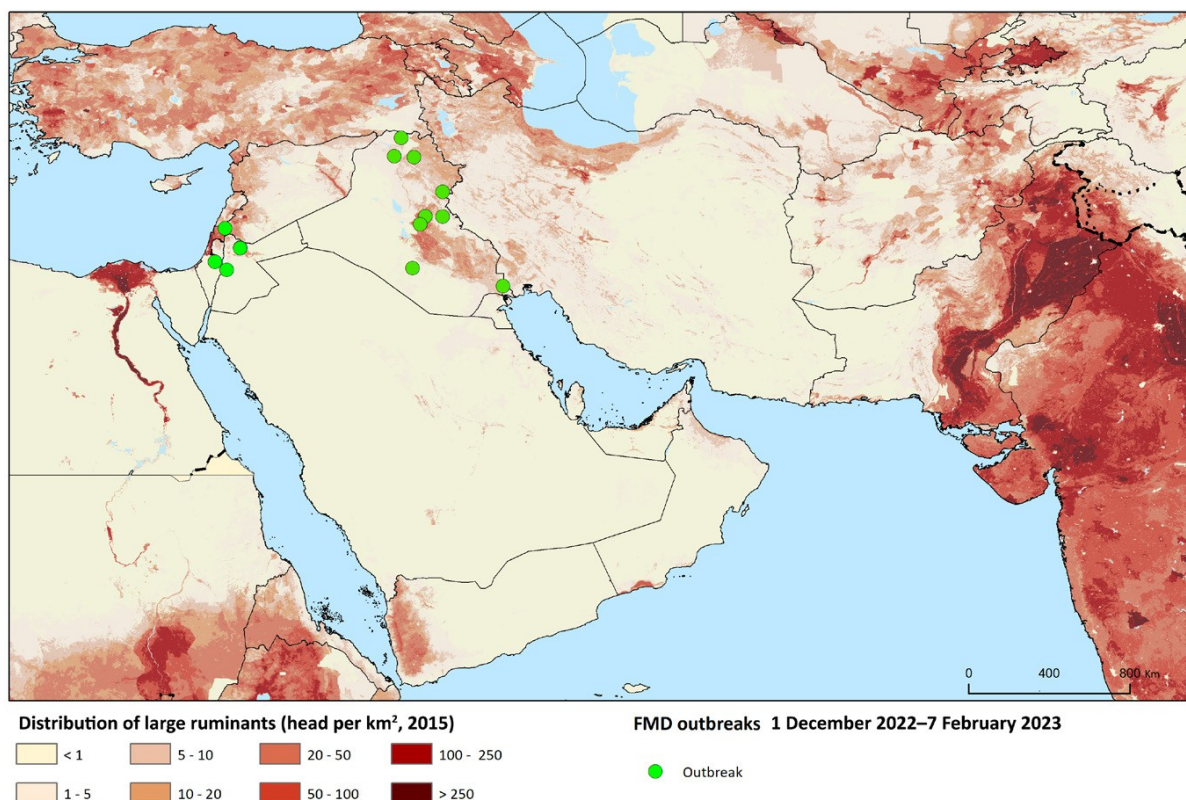 0 400 800 Km
Distribution of large ruminants (head per km², 2015)
FMD outbreaks 1 December 2022–7 February 2023
< 1 5 - 10 20 - 50 100 - 250
1 - 5 10 - 20 50 - 100 > 250
Outbreak